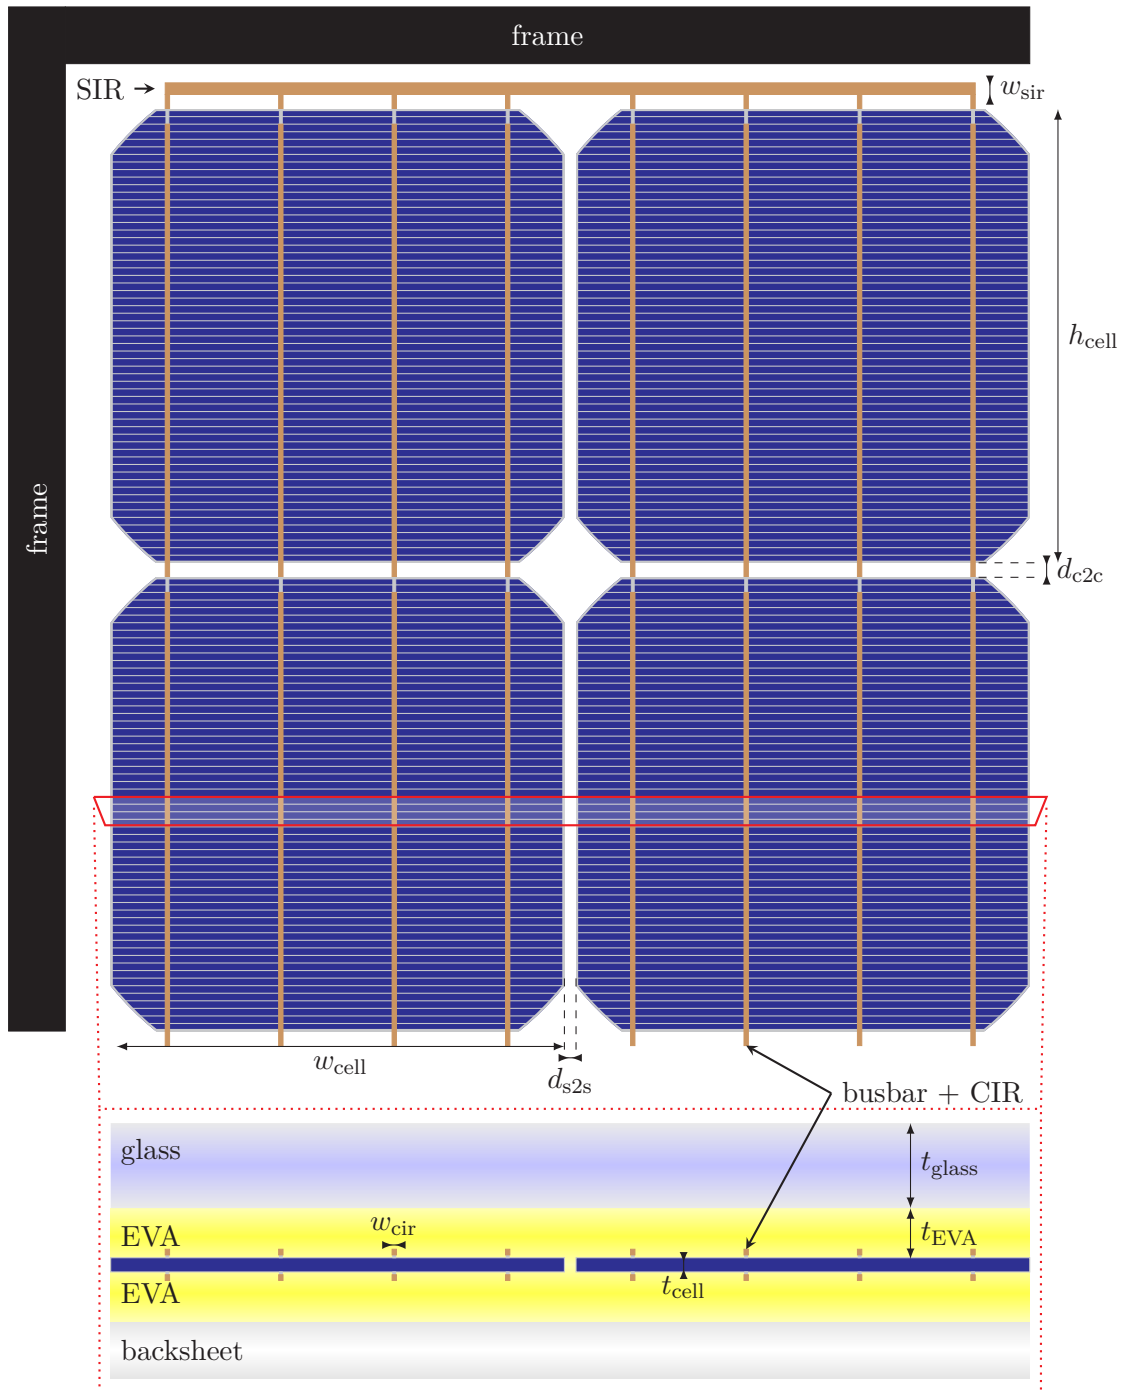 frame
SIR
w_sir
h_cell
frame
d_c2c
w_cell
d_s2s
busbar + CIR
glass
t_glass
w_cir
EVA
t_EVA
t_cell
EVA
backsheet